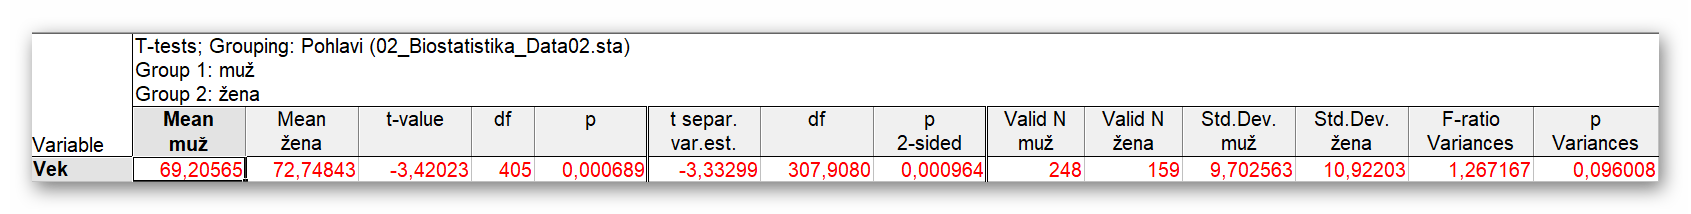 T-tests; Grouping: Pohlavi (02_Biostatistika_Data02.sta)
Group 1: muž
Group 2: žena
Variable Mean muž Mean žena t-value df p t separ. var.est. df p 2-sided Valid N muž Valid N žena Std.Dev. muž Std.Dev. žena F-ratio Variances p Variances
Vek 69,20565 72,74843 -3,42023 405 0,000689 -3,33299 307,9080 0,000964 248 159 9,702563 10,92203 1,267167 0,096008